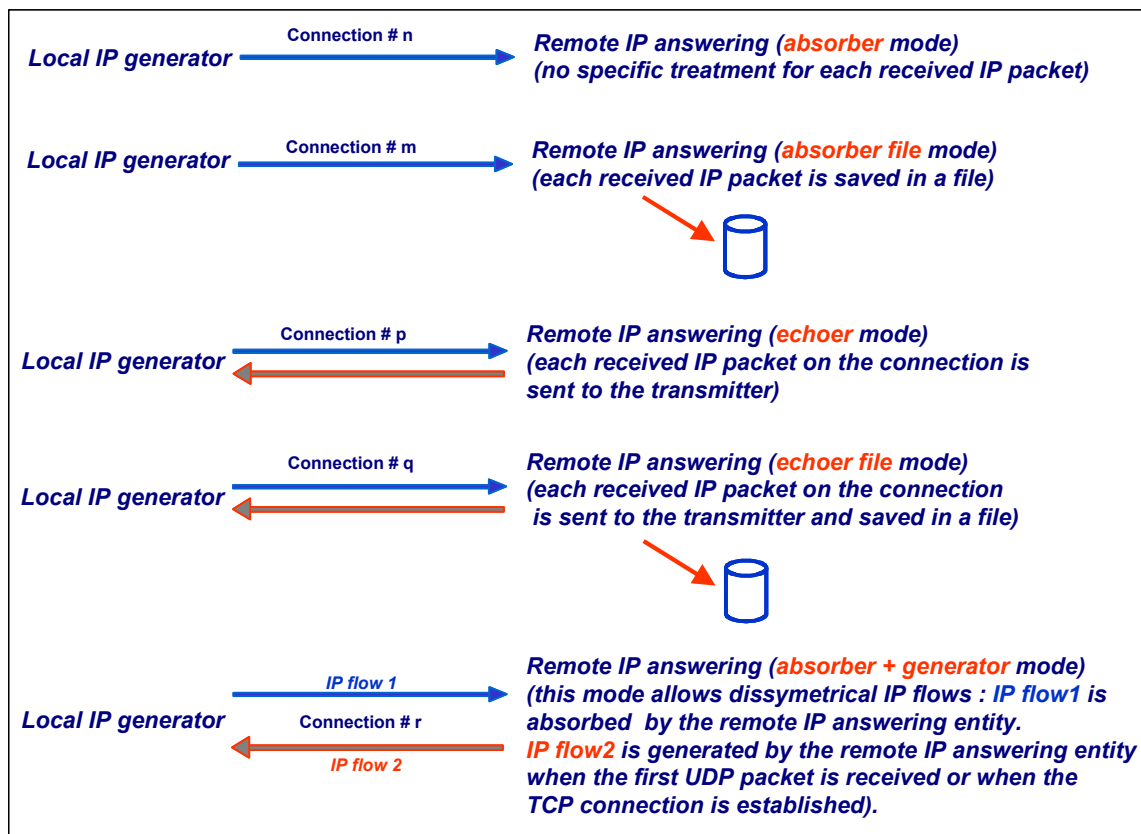 Connection # n
Local IP generator
Remote IP answering (absorber mode)
(no specific treatment for each received IP packet)
Connection # m
Local IP generator
Remote IP answering (absorber file mode)
(each received IP packet is saved in a file)
Connection # p
Local IP generator
Remote IP answering (echoer mode)
(each received IP packet on the connection is
sent to the transmitter)
Connection # q
Local IP generator
Remote IP answering (echoer file mode)
(each received IP packet on the connection
is sent to the transmitter and saved in a file)
IP flow 1
Local IP generator
Connection # r
IP flow 2
Remote IP answering (absorber + generator mode)
(this mode allows dissymetrical IP flows : IP flow1 is
absorbed by the remote IP answering entity.
IP flow2 is generated by the remote IP answering entity
when the first UDP packet is received or when the
TCP connection is established).